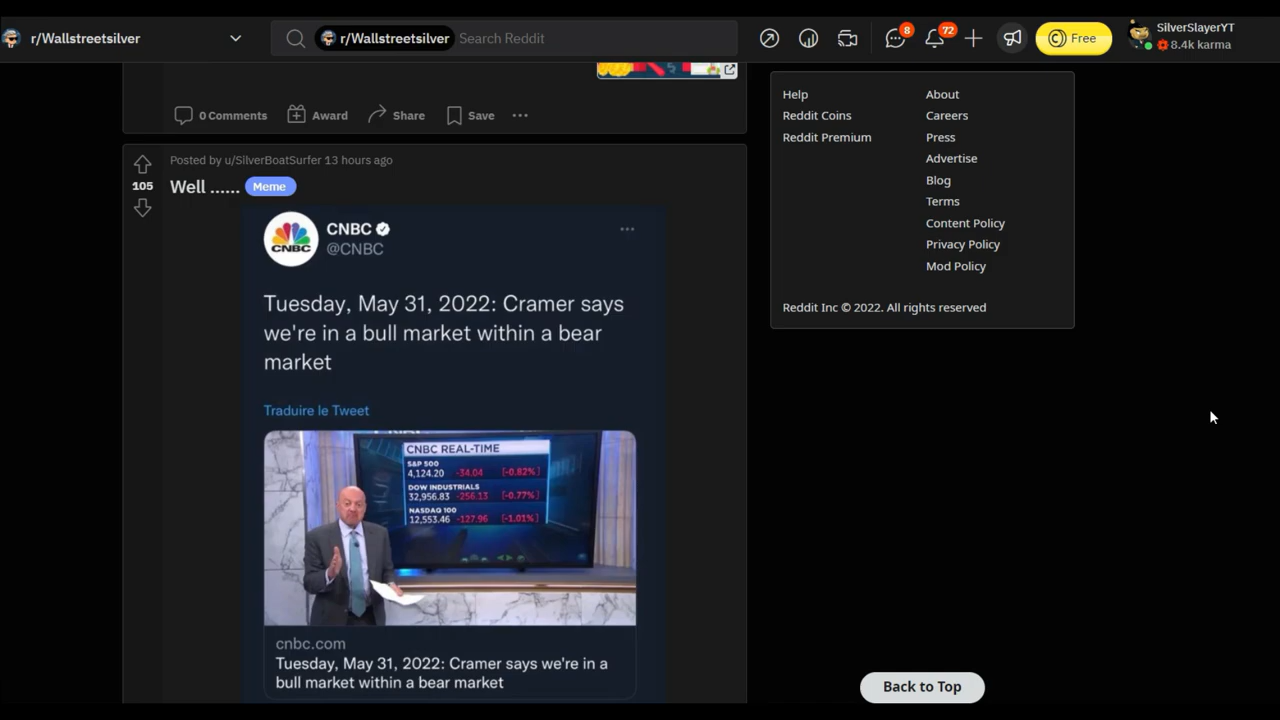 r/Wallstreetsilver
r/Wallstreetsilver Search Reddit
8
72
Free
SilverSlayerYT
8.4k karma
0 Comments Award Share Save
Help
Reddit Coins
Reddit Premium
About
Careers
Press
Advertise
Blog
Terms
Content Policy
Privacy Policy
Mod Policy
Reddit Inc © 2022. All rights reserved
Posted by u/SilverBoatSurfer 13 hours ago
105
Well ...... Meme
CNBC
CNBC
@CNBC
Tuesday, May 31, 2022: Cramer says
we're in a bull market within a bear
market
Traduire le Tweet
CNBC REAL-TIME
S&P 500
4,124.20 -34.04 [-0.82%]
DOW INDUSTRIALS
32,956.83 -256.13 [-0.77%]
NASDAQ 100
12,553.46 -127.96 [-1.01%]
cnbc.com
Tuesday, May 31, 2022: Cramer says we're in a
bull market within a bear market
Back to Top